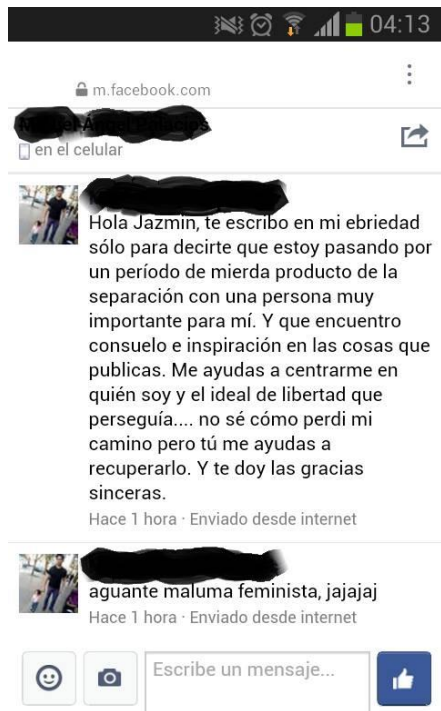 04:13
m.facebook.com
en el celular
Hola Jazmin, te escribo en mi ebriedad
sólo para decirte que estoy pasando por
un período de mierda producto de la
separación con una persona muy
importante para mí. Y que encuentro
consuelo e inspiración en las cosas que
publicas. Me ayudas a centrarme en
quién soy y el ideal de libertad que
perseguía.... no sé cómo perdi mi
camino pero tú me ayudas a
recuperarlo. Y te doy las gracias
sinceras.
Hace 1 hora · Enviado desde internet
aguante maluma feminista, jajajaj
Hace 1 hora · Enviado desde internet
Escribe un mensaje...